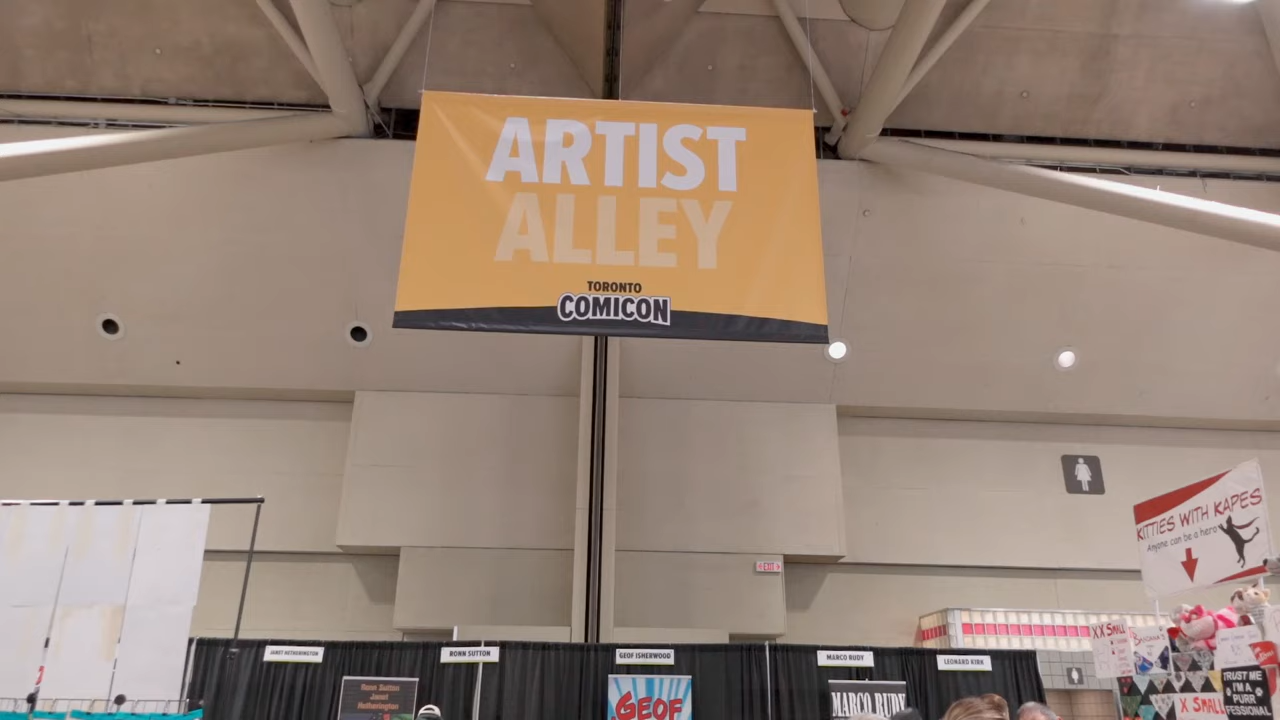 ARTIST
ALLEY
TORONTO
COMICON
EXIT
KITTIES WITH KAPES
Anyone can be a hero
JANET HETHERINGTON
RONN SUTTON
GEOF ISHERWOOD
MARCO RUDY
LEONARD KIRK
Ronn Sutton
Janet
Hetherington
GEOF
MARCO RUDY
XX SMALL
X SMALL
TRUST ME
I'M A
PURR
FESSIONAL